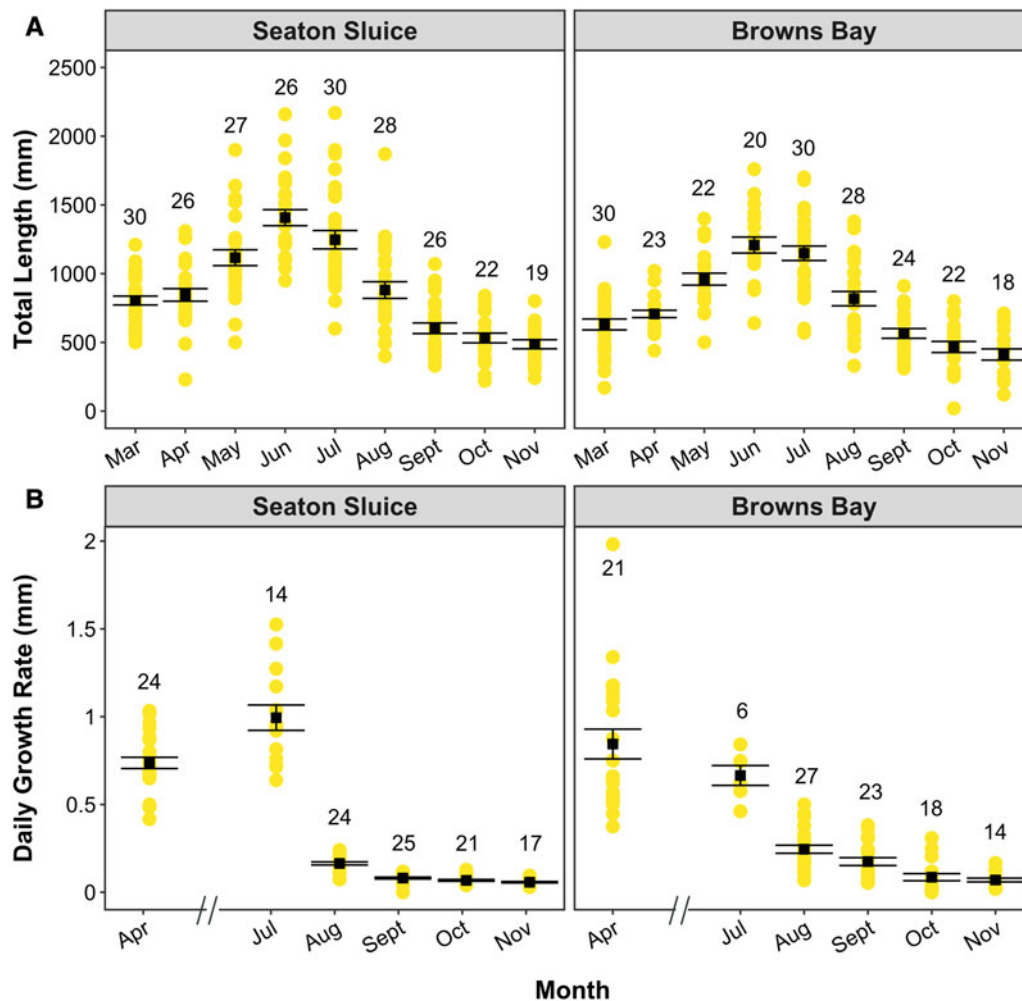 A
Seaton Sluice Browns Bay
Total Length (mm)
2500
2000
1500
1000
500
0
30 26 27 26 30 28 26 22 19
30 23 22 20 30 28 24 22 18
Mar Apr May Jun Jul Aug Sept Oct Nov Mar Apr May Jun Jul Aug Sept Oct Nov
B
Seaton Sluice Browns Bay
Daily Growth Rate (mm)
2
1.5
1
0.5
0
24 14 24 25 21 17
21 6 27 23 18 14
Apr // Jul Aug Sept Oct Nov Apr // Jul Aug Sept Oct Nov
Month